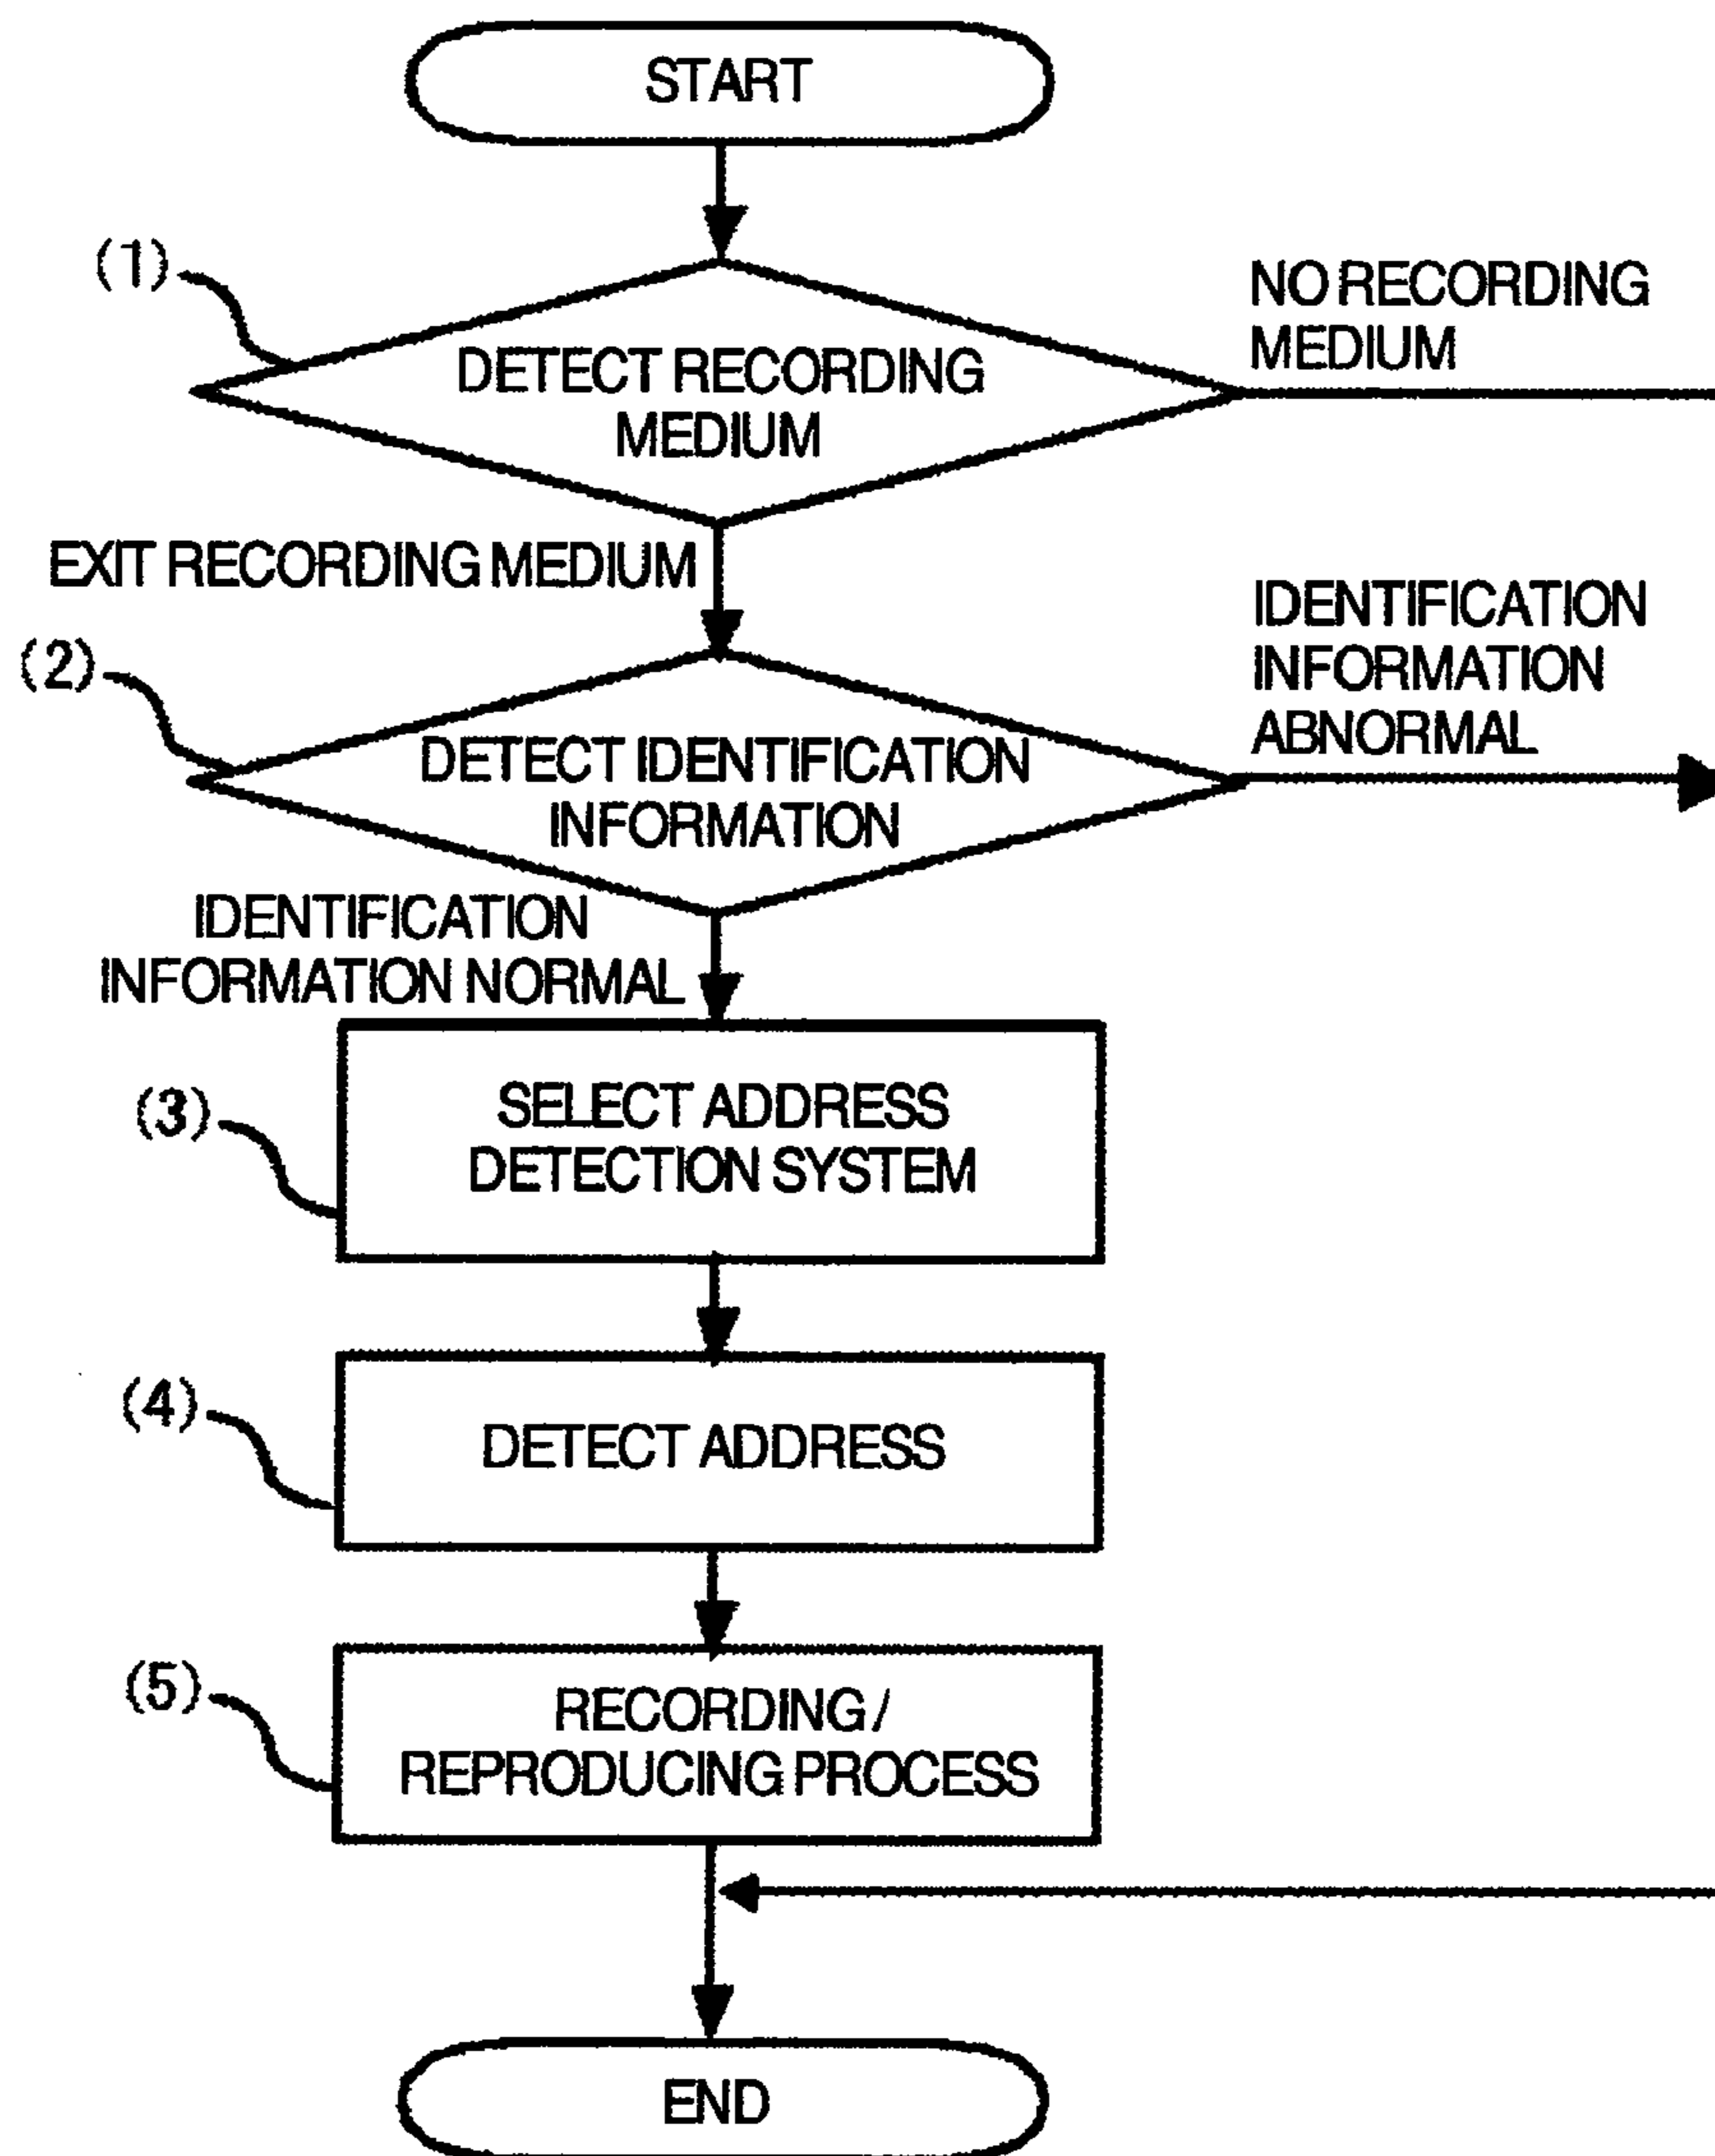 START
(1)
NO RECORDING
MEDIUM
DETECT RECORDING
MEDIUM
EXIT RECORDING MEDIUM
IDENTIFICATION
INFORMATION
ABNORMAL
(2)
DETECT IDENTIFICATION
INFORMATION
IDENTIFICATION
INFORMATION NORMAL
(3)
SELECT ADDRESS
DETECTION SYSTEM
(4)
DETECT ADDRESS
(5)
RECORDING/
REPRODUCING PROCESS
END